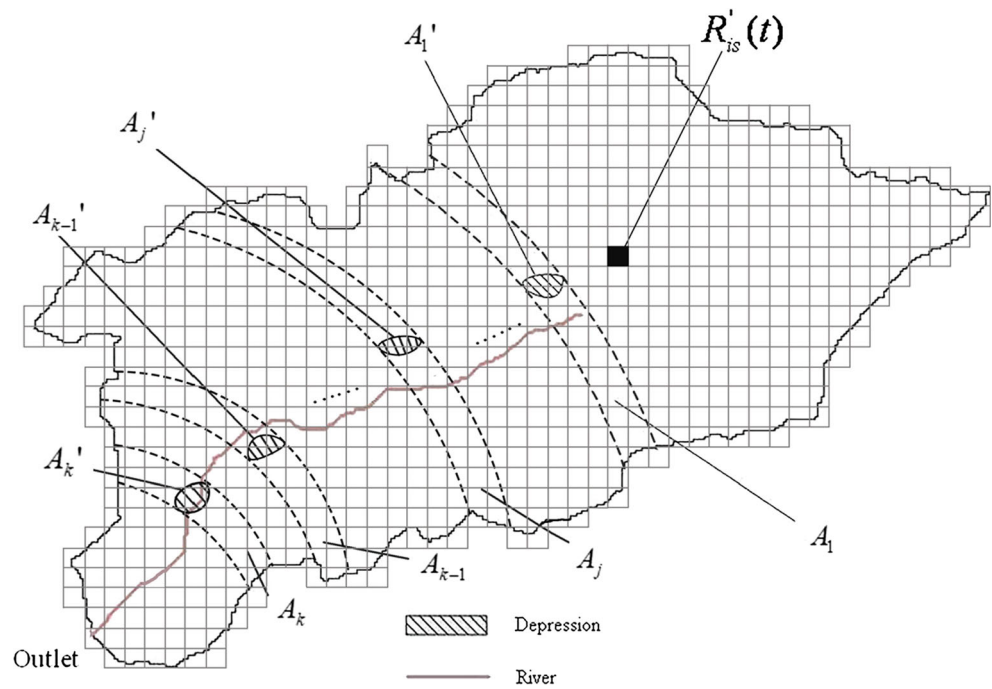 R'ᵢₛ(t)
A₁'
Aⱼ'
Aₖ₋₁'
Aₖ'
A₁
Aⱼ
Aₖ₋₁
Aₖ
Depression
Outlet
River